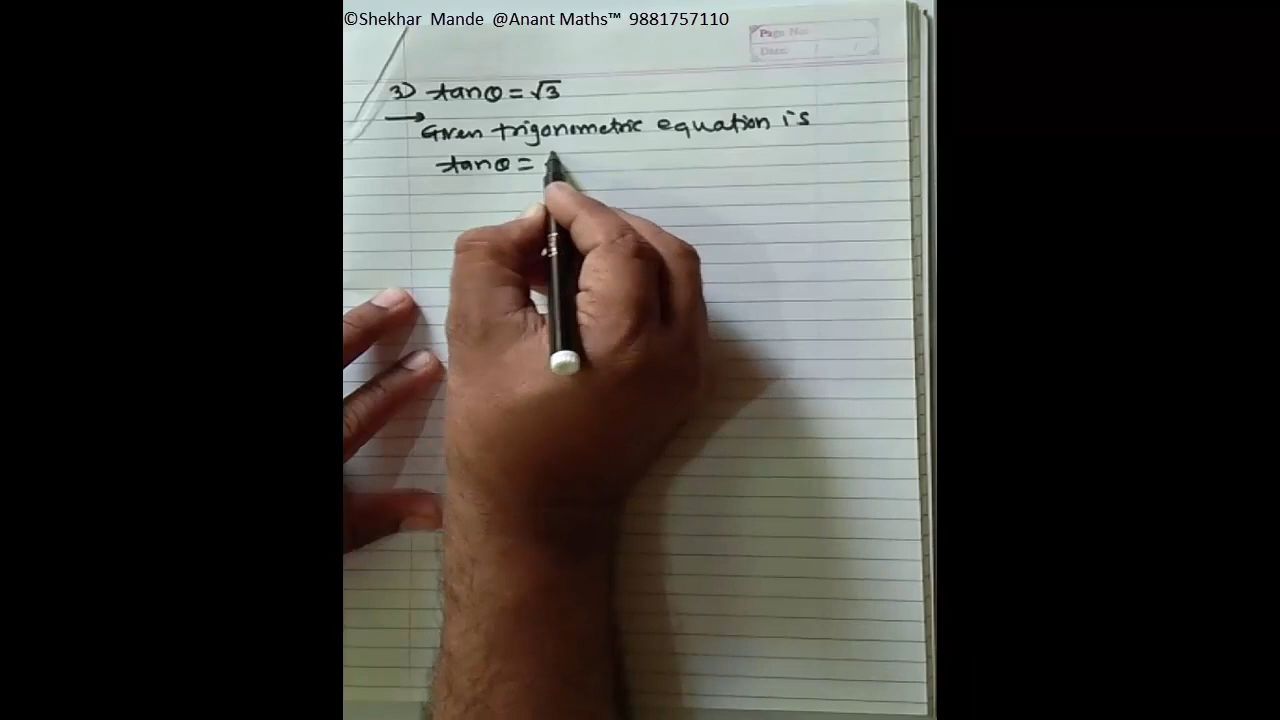 ©Shekhar Mande @Anant Maths™ 9881757110
Page No:
Date: / /
3) tanθ = √3
→ Given trigonometric equation is
tanθ =